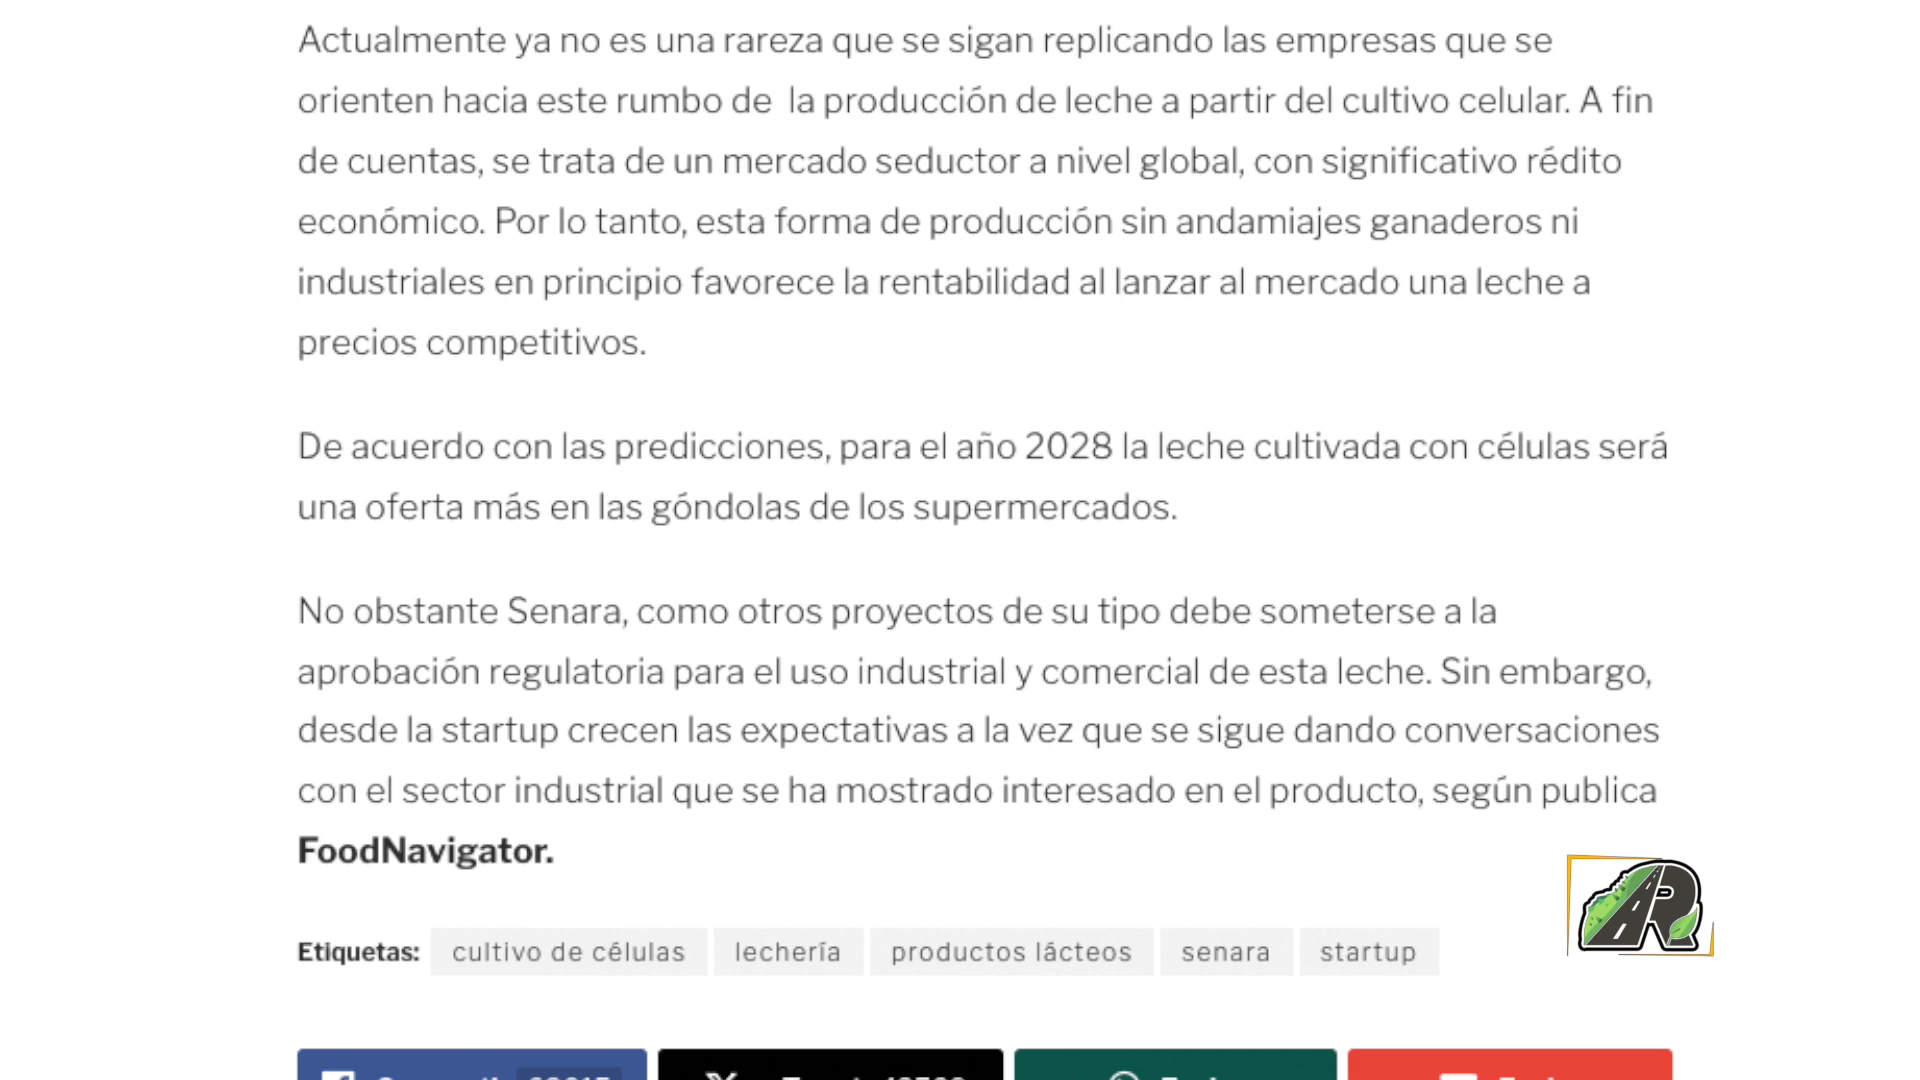 Actualmente ya no es una rareza que se sigan replicando las empresas que se
orienten hacia este rumbo de  la producción de leche a partir del cultivo celular. A fin
de cuentas, se trata de un mercado seductor a nivel global, con significativo rédito
económico. Por lo tanto, esta forma de producción sin andamiajes ganaderos ni
industriales en principio favorece la rentabilidad al lanzar al mercado una leche a
precios competitivos.
De acuerdo con las predicciones, para el año 2028 la leche cultivada con células será
una oferta más en las góndolas de los supermercados.
No obstante Senara, como otros proyectos de su tipo debe someterse a la
aprobación regulatoria para el uso industrial y comercial de esta leche. Sin embargo,
desde la startup crecen las expectativas a la vez que se sigue dando conversaciones
con el sector industrial que se ha mostrado interesado en el producto, según publica
FoodNavigator.
Etiquetas: cultivo de células lechería productos lácteos senara startup
R